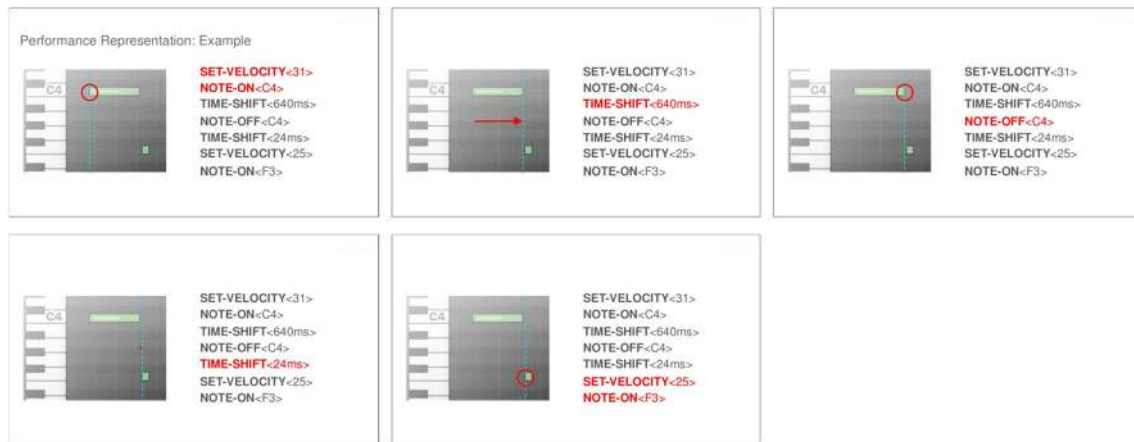 Performance Representation: Example
C4
SET-VELOCITY<31>
NOTE-ON<C4>
TIME-SHIFT<640ms>
NOTE-OFF<C4>
TIME-SHIFT<24ms>
SET-VELOCITY<25>
NOTE-ON<F3>
C4
SET-VELOCITY<31>
NOTE-ON<C4>
TIME-SHIFT<640ms>
NOTE-OFF<C4>
TIME-SHIFT<24ms>
SET-VELOCITY<25>
NOTE-ON<F3>
C4
SET-VELOCITY<31>
NOTE-ON<C4>
TIME-SHIFT<640ms>
NOTE-OFF<C4>
TIME-SHIFT<24ms>
SET-VELOCITY<25>
NOTE-ON<F3>
C4
SET-VELOCITY<31>
NOTE-ON<C4>
TIME-SHIFT<640ms>
NOTE-OFF<C4>
TIME-SHIFT<24ms>
SET-VELOCITY<25>
NOTE-ON<F3>
C4
SET-VELOCITY<31>
NOTE-ON<C4>
TIME-SHIFT<640ms>
NOTE-OFF<C4>
TIME-SHIFT<24ms>
SET-VELOCITY<25>
NOTE-ON<F3>